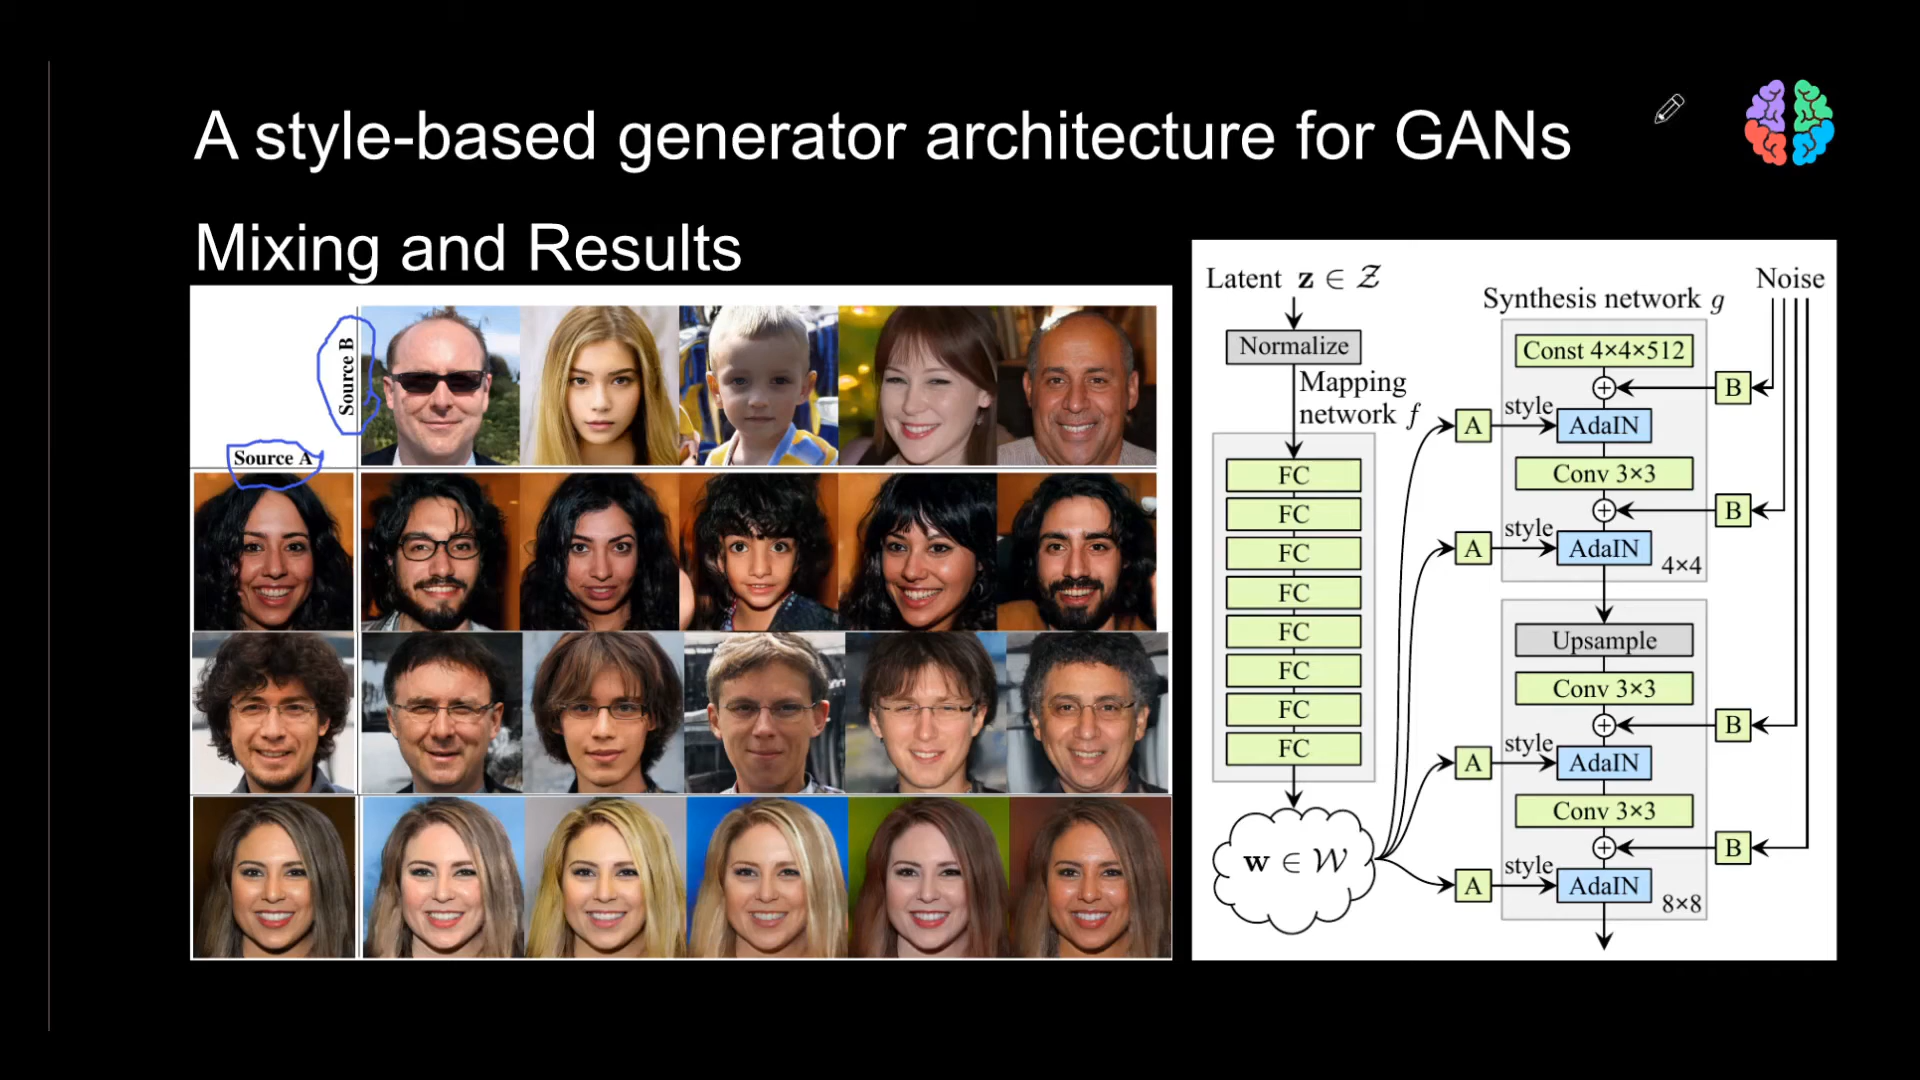 A style-based generator architecture for GANs
Mixing and Results
Source B
Source A
Latent z ∈ Z
Normalize
Mapping
network f
FC
FC
FC
FC
FC
FC
FC
FC
w ∈ W
Synthesis network g
Noise
Const 4×4×512
B
A
style
AdaIN
Conv 3×3
B
A
style
AdaIN
4×4
Upsample
Conv 3×3
B
A
style
AdaIN
Conv 3×3
B
A
style
AdaIN
8×8